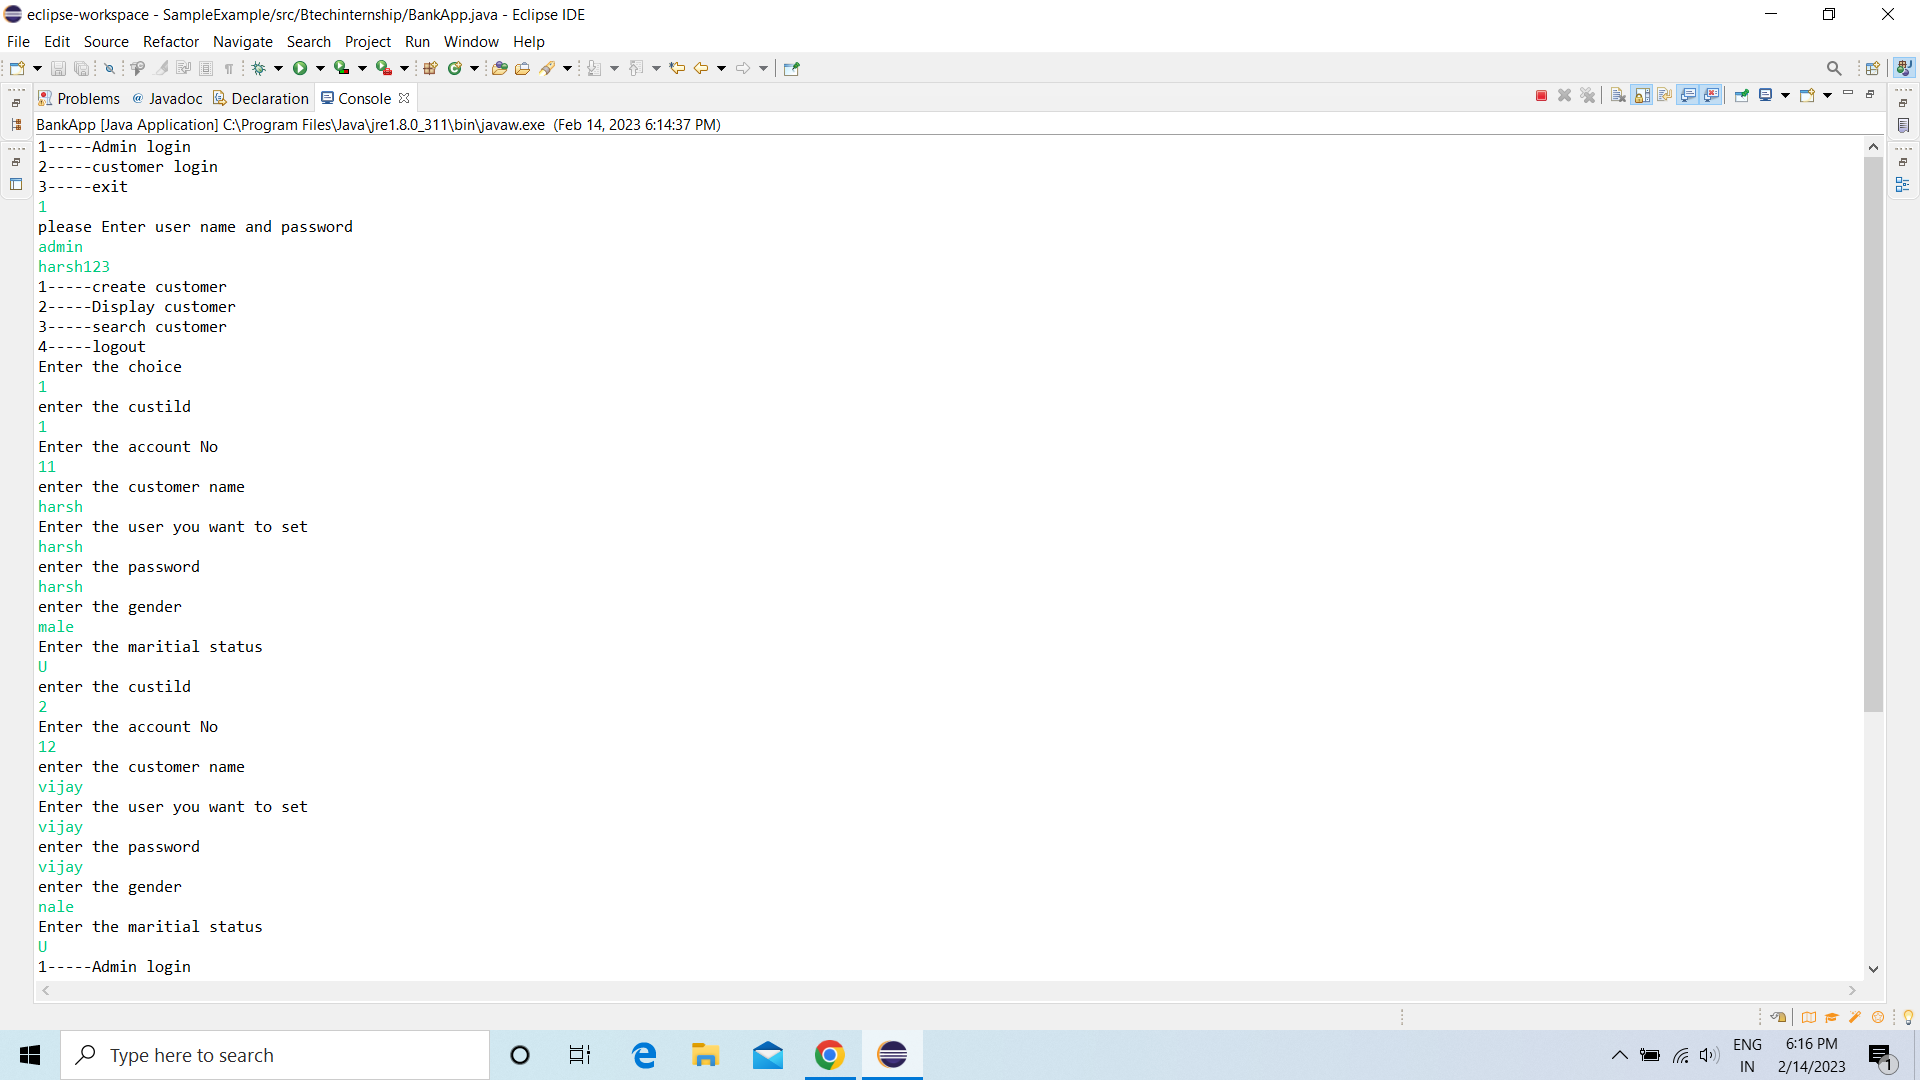 eclipse-workspace - SampleExample/src/Btechinternship/BankApp.java - Eclipse IDE
File Edit Source Refactor Navigate Search Project Run Window Help
Problems @ Javadoc Declaration Console
BankApp [Java Application] C:\Program Files\Java\jre1.8.0_311\bin\javaw.exe (Feb 14, 2023 6:14:37 PM)
1-----Admin login
2-----customer login
3-----exit
1
please Enter user name and password
admin
harsh123
1-----create customer
2-----Display customer
3-----search customer
4-----logout
Enter the choice
1
enter the custild
1
Enter the account No
11
enter the customer name
harsh
Enter the user you want to set
harsh
enter the password
harsh
enter the gender
male
Enter the maritial status
U
enter the custild
2
Enter the account No
12
enter the customer name
vijay
Enter the user you want to set
vijay
enter the password
vijay
enter the gender
nale
Enter the maritial status
U
1-----Admin login
Type here to search
ENG
IN
6:16 PM
2/14/2023
1